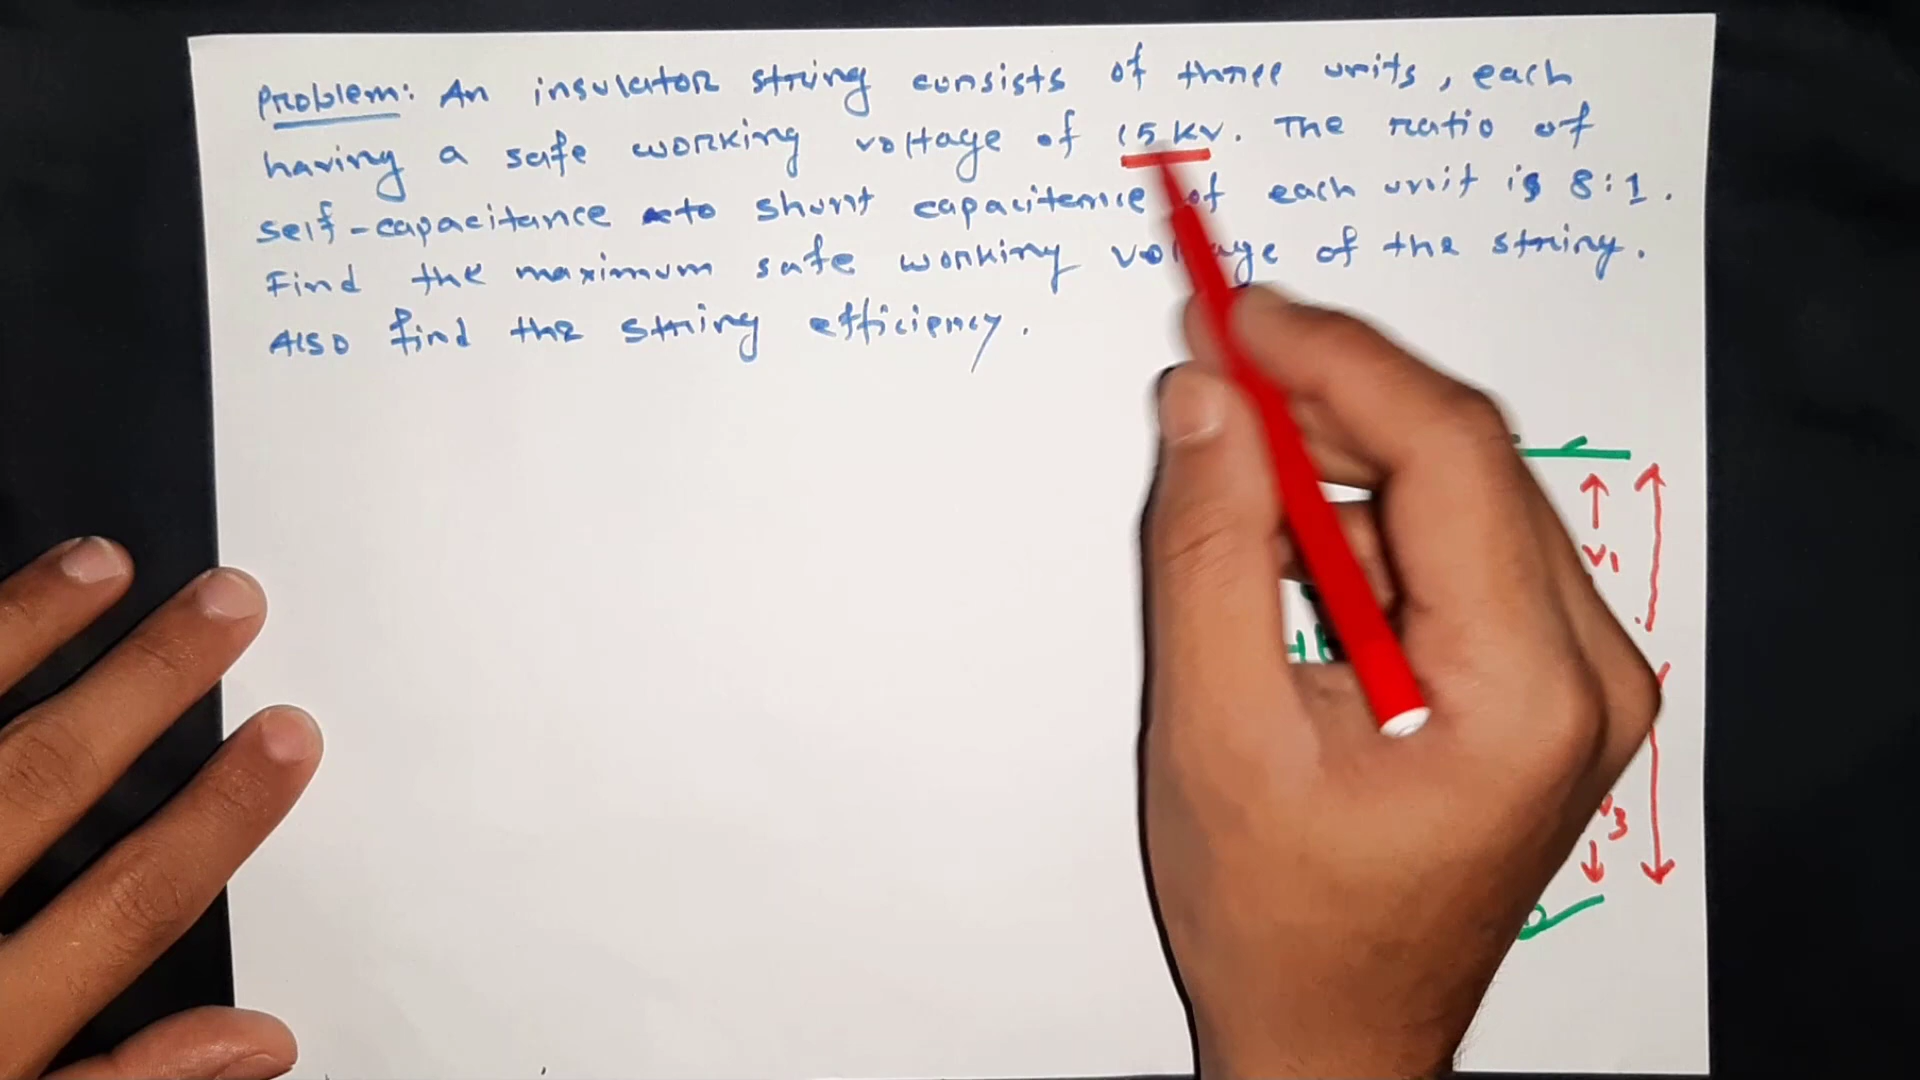 Problem: An insulator string consists of three units, each
having a safe working voltage of 15 kV. The ratio of
self-capacitance to shunt capacitance of each unit is 8:1.
Find the maximum safe working of the string.
Also find the string efficiency.
V1
3